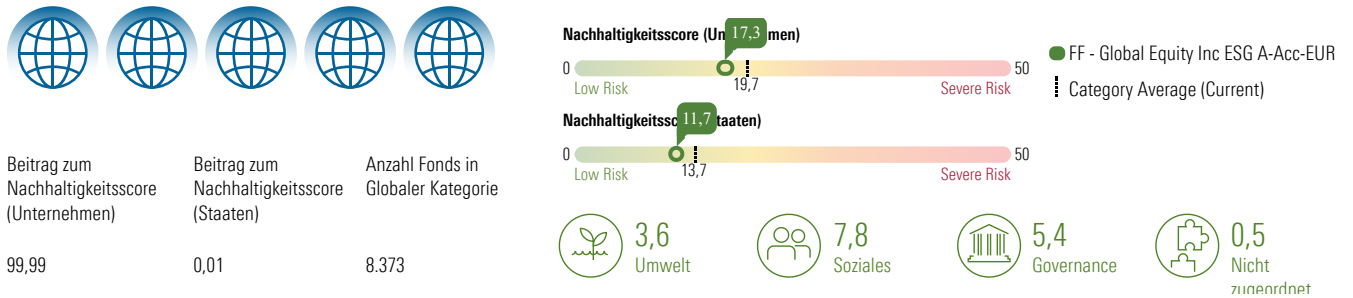 Beitrag zum
Nachhaltigkeitsscore
(Unternehmen)
99,99
Beitrag zum
Nachhaltigkeitsscore
(Staaten)
0,01
Anzahl Fonds in
Globaler Kategorie
8.373
Nachhaltigkeitsscore (Un men)
17,3
0
50
19,7
Low Risk
Severe Risk
Nachhaltigkeitssc taaten)
11,7
0
50
13,7
Low Risk
Severe Risk
FF - Global Equity Inc ESG A-Acc-EUR
Category Average (Current)
3,6
Umwelt
7,8
Soziales
5,4
Governance
0,5
Nicht
zugeordnet